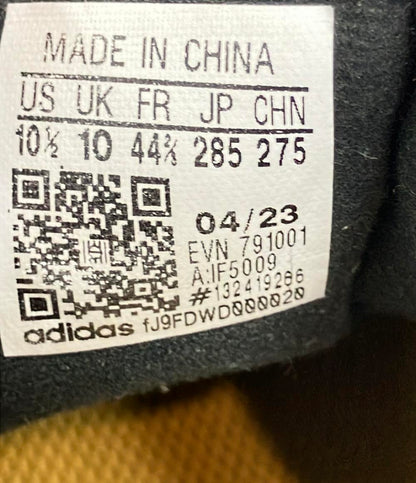 MADE IN CHINA
US UK FR JP CHN
10½ 10 44⅔ 285 275
04/23
EVN 791001
A:IF5009
#132419286
adidas fJ9FDWD000020